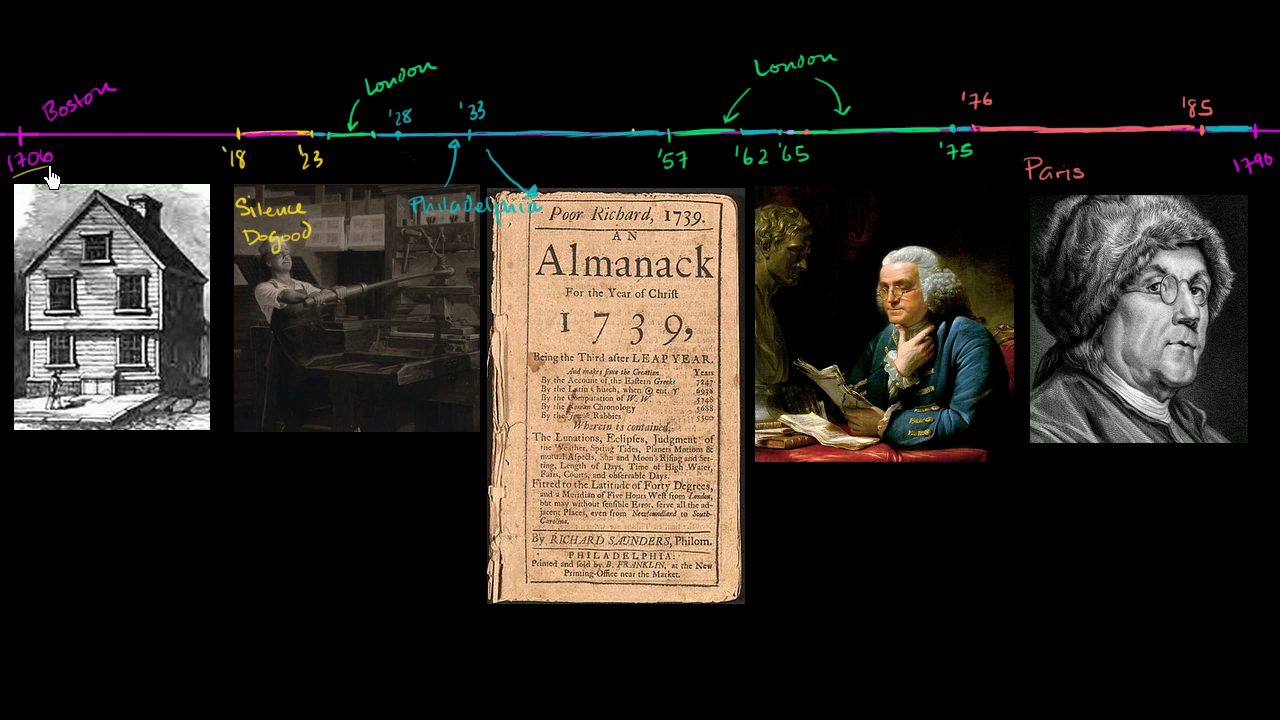 Boston
London
London
'28
'33
'76
'85
1706
'18
'23
'57
'62
'65
'75
Paris
1790
Silence
Dogood
Philadelphia
Poor Richard, 1739.
AN
Almanack
For the Year of Christ
1739,
Being the Third after LEAP YEAR.
And makes since the Creation Years
By the Account of the Eastern Greeks 7247
By the Latin Church, when ent. 6938
By the Computation of W. W. 5748
By the Roman Chronology 5688
By the Rabbies 5500
Wherein is contained,
The Lunations, Eclipses, Judgment of
the Weather, Spring Tides, Planets Motions &
mutual Aspects, Sun and Moon's Rising and Set-
ting, Length of Days, Time of High Water,
Fairs, Courts, and observable Days.
Fitted to the Latitude of Forty Degrees,
and a Meridian of Five Hours West from London,
but may without sensible Error, serve all the ad-
jacent Places, even from Newfoundland to South-
Carolina.
By RICHARD SAUNDERS, Philom.
PHILADELPHIA:
Printed and sold by B. FRANKLIN, at the New
Printing-Office near the Market.